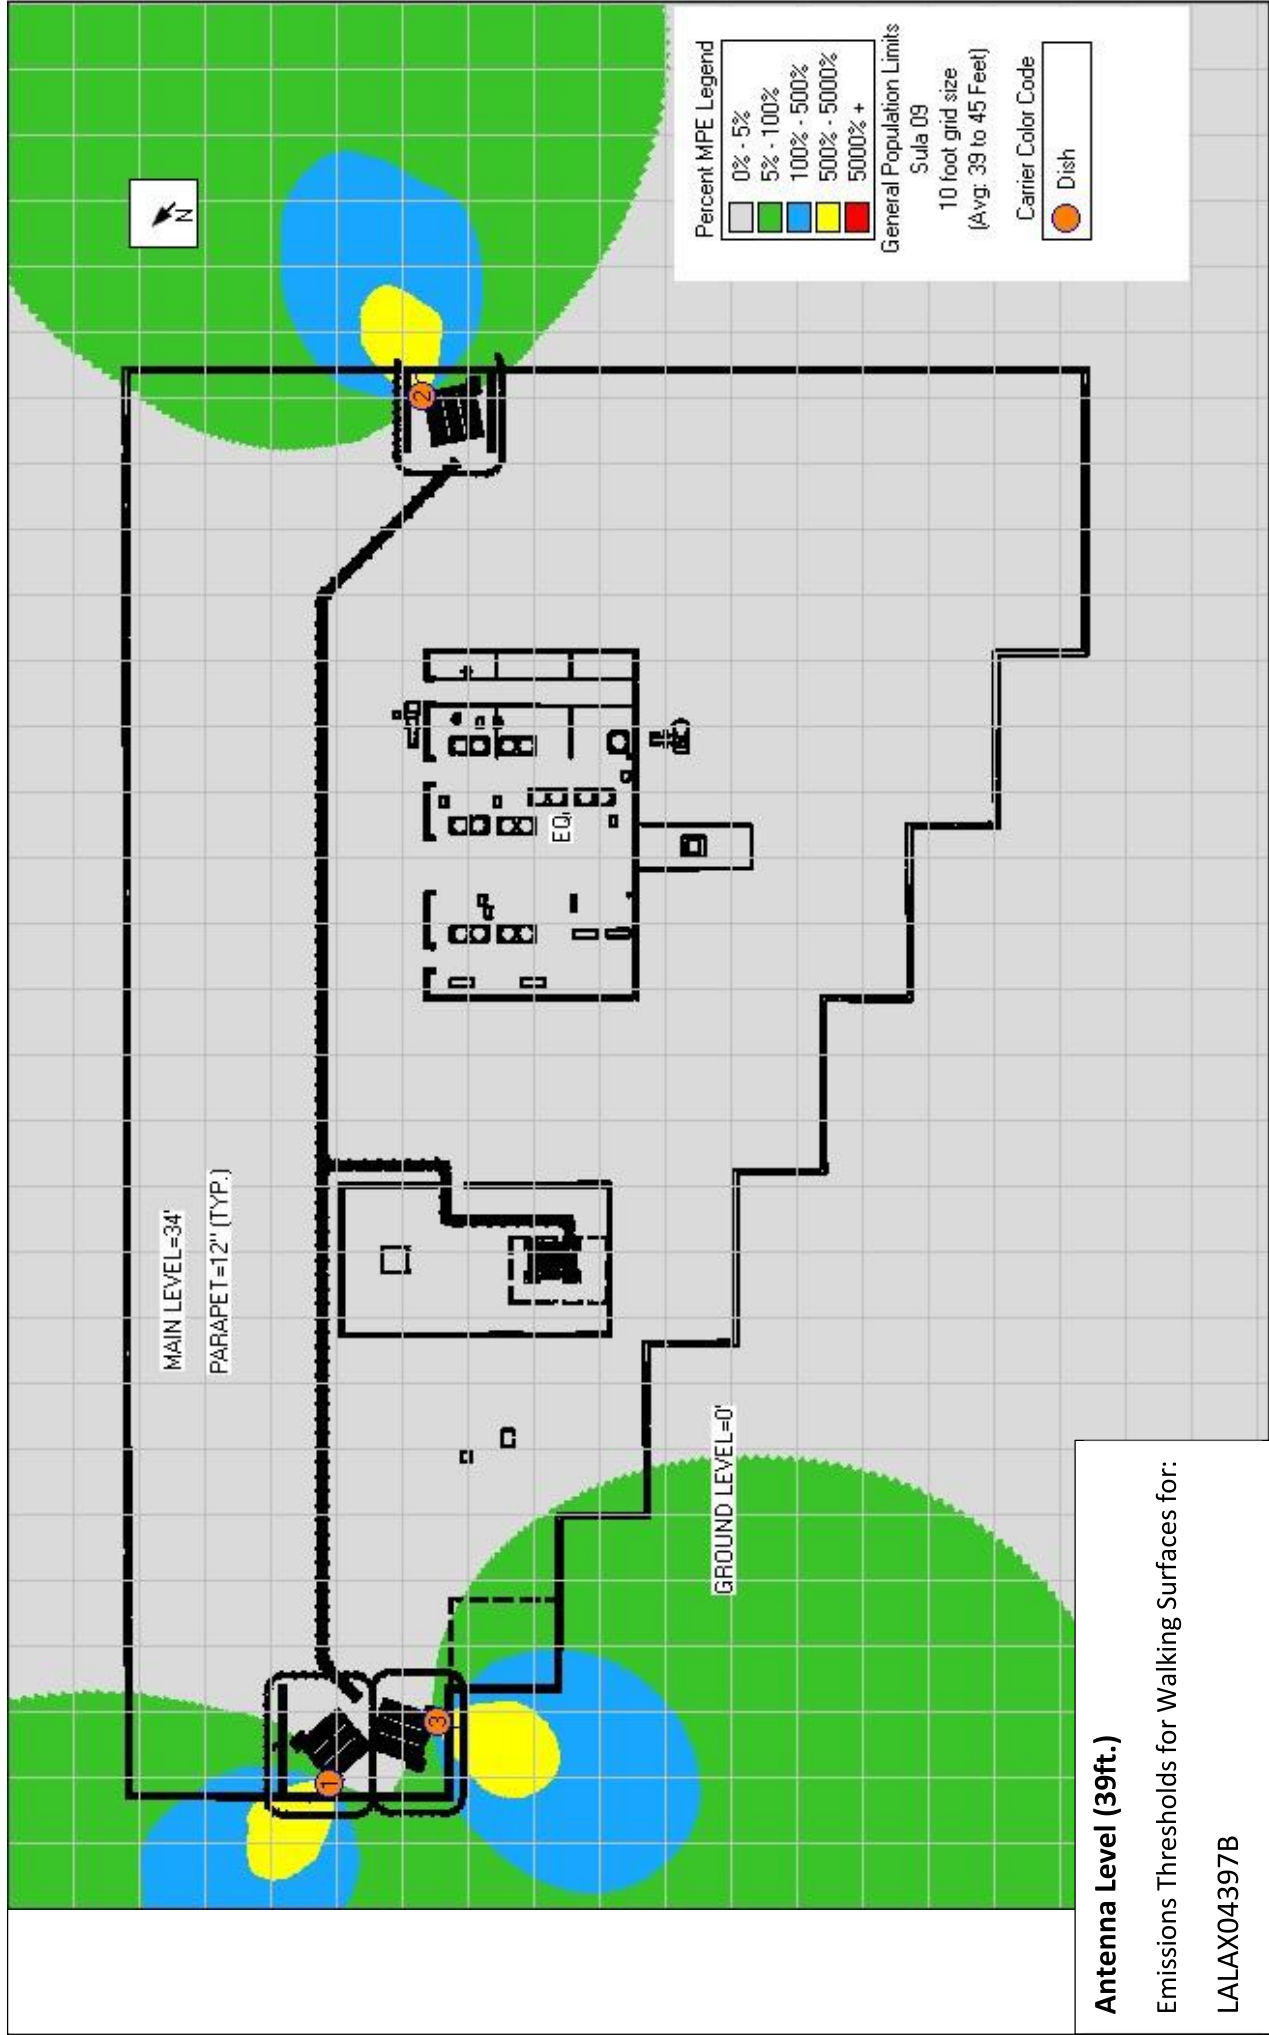 N
Percent MPE Legend
0% - 5%
5% - 100%
100% - 500%
500% - 5000%
5000% +
General Population Limits
Sula 09
10 foot grid size
(Avg: 39 to 45 Feet)
Carrier Color Code
Dish
MAIN LEVEL=34'
PARAPET=12" (TYP.)
GROUND LEVEL=0'
EQ
1
2
3
Antenna Level (39ft.)
Emissions Thresholds for Walking Surfaces for:
LALAX04397B